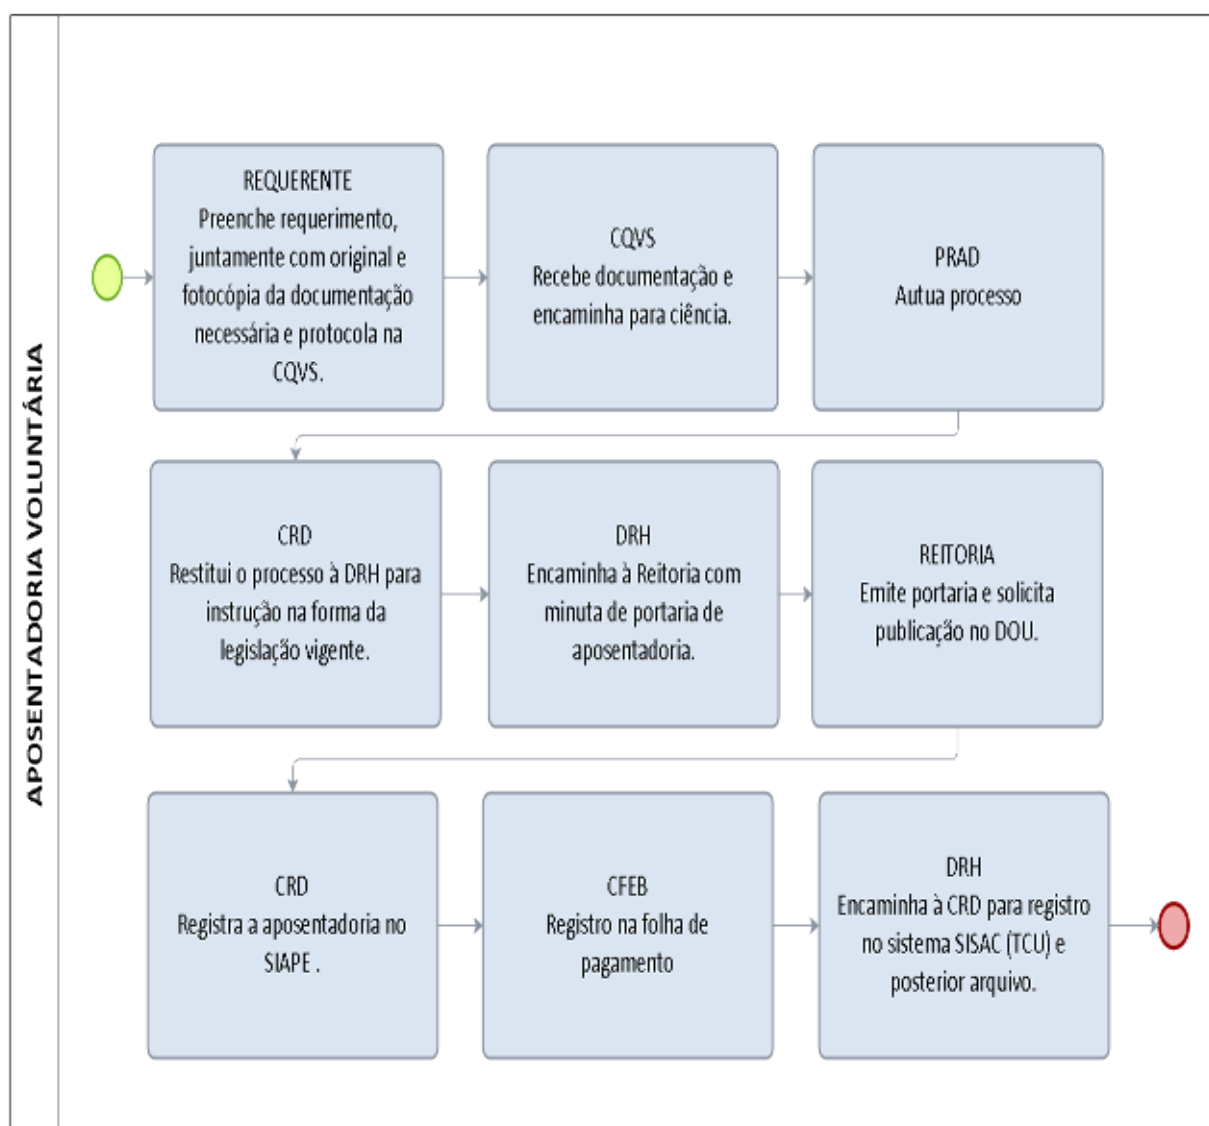 APOSENTADORIA VOLUNTÁRIA
REQUERENTE
Preenche requerimento,
juntamente com original e
fotocópia da documentação
necessária e protocola na
CQVS.
CQVS
Recebe documentação e
encaminha para ciência.
PRAD
Autua processo
CRD
Restitui o processo à DRH para
instrução na forma da
legislação vigente.
DRH
Encaminha à Reitoria com
minuta de portaria de
aposentadoria.
REITORIA
Emite portaria e solicita
publicação no DOU.
CRD
Registra a aposentadoria no
SIAPE .
CFEB
Registro na folha de
pagamento
DRH
Encaminha à CRD para registro
no sistema SISAC (TCU) e
posterior arquivo.